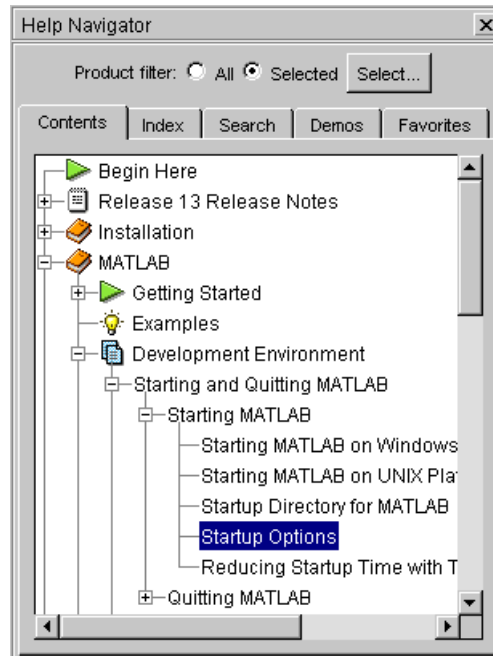 Help Navigator
Product filter: All Selected Select...
Contents Index Search Demos Favorites
Begin Here
Release 13 Release Notes
Installation
MATLAB
Getting Started
Examples
Development Environment
Starting and Quitting MATLAB
Starting MATLAB
Starting MATLAB on Windows
Starting MATLAB on UNIX Pla
Startup Directory for MATLAB
Startup Options
Reducing Startup Time with T
Quitting MATLAB